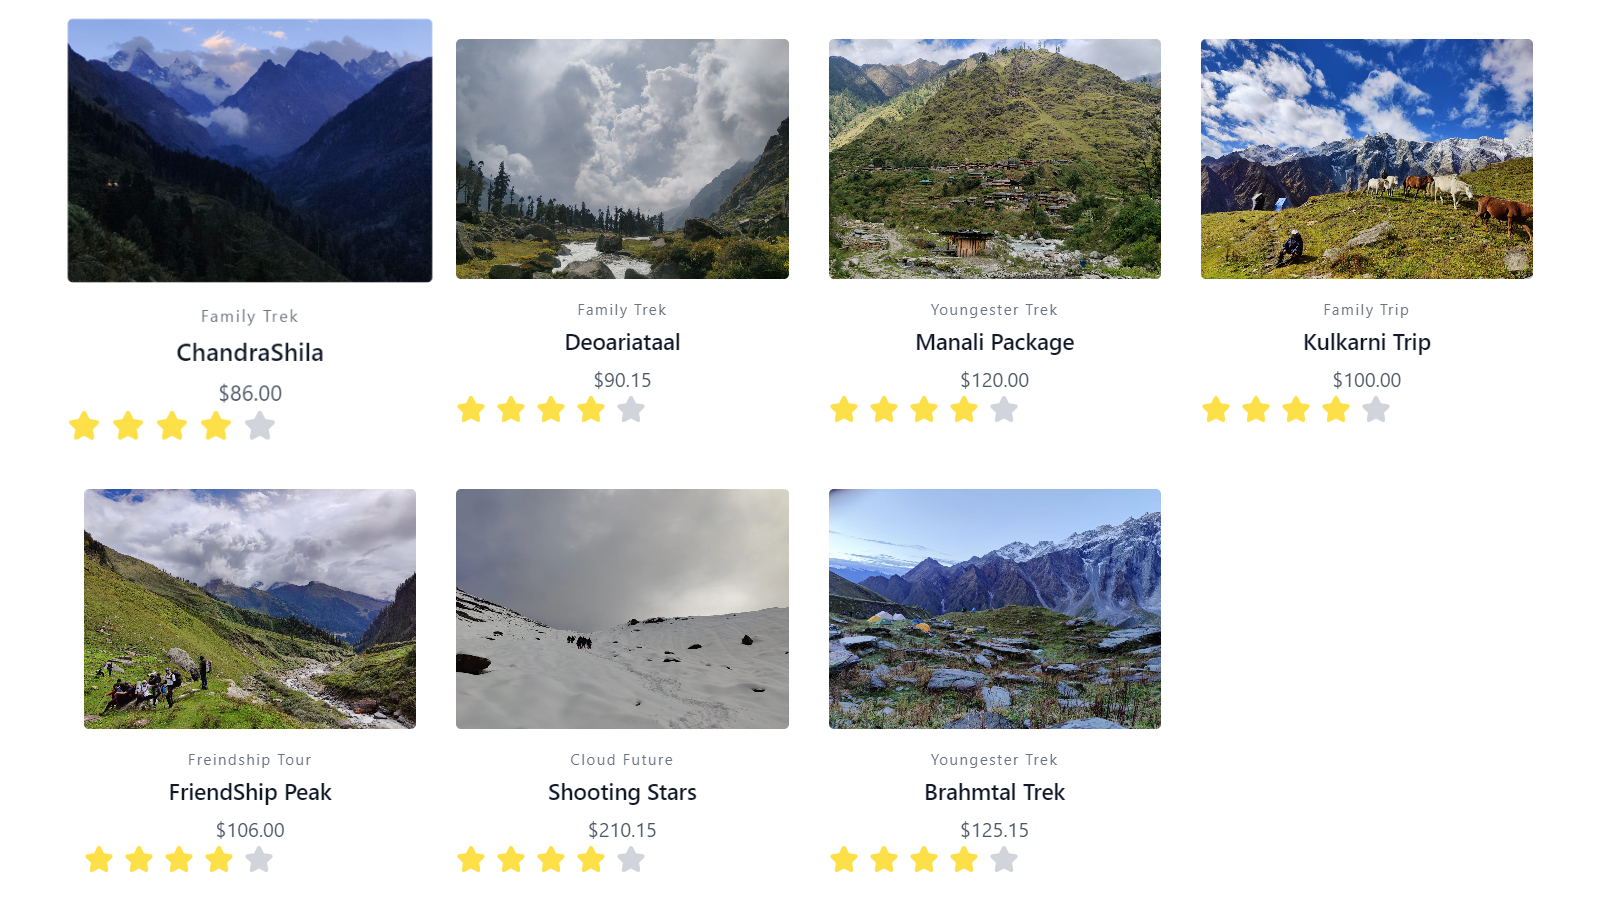 Family Trek
ChandraShila
$86.00
Family Trek
Deoariataal
$90.15
Youngester Trek
Manali Package
$120.00
Family Trip
Kulkarni Trip
$100.00
Freindship Tour
FriendShip Peak
$106.00
Cloud Future
Shooting Stars
$210.15
Youngester Trek
Brahmtal Trek
$125.15